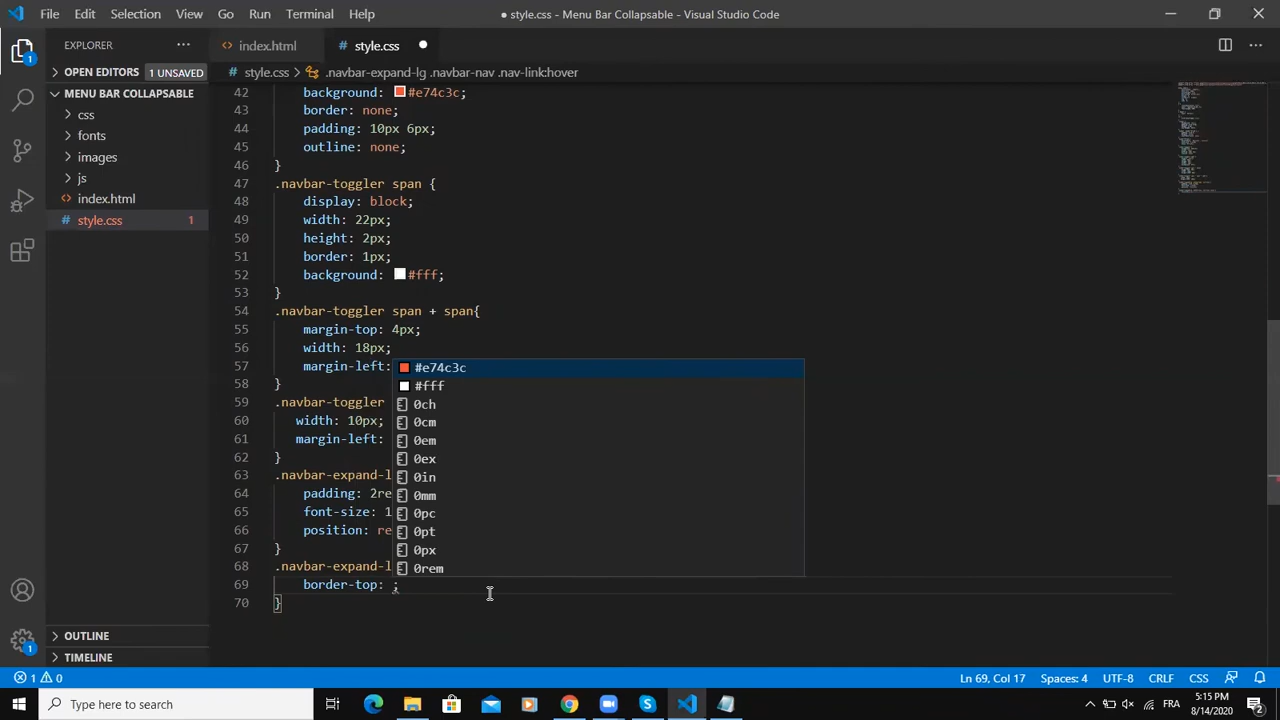 File Edit Selection View Go Run Terminal Help
● style.css - Menu Bar Collapsable - Visual Studio Code
EXPLORER
index.html
style.css
OPEN EDITORS 1 UNSAVED
# style.css > .navbar-expand-lg .navbar-nav .nav-link:hover
MENU BAR COLLAPSABLE
css
fonts
images
js
index.html
# style.css 1
42 background: #e74c3c;
43 border: none;
44 padding: 10px 6px;
45 outline: none;
46 }
47 .navbar-toggler span {
48 display: block;
49 width: 22px;
50 height: 2px;
51 border: 1px;
52 background: #fff;
53 }
54 .navbar-toggler span + span{
55 margin-top: 4px;
56 width: 18px;
57 margin-left:
58 }
59 .navbar-toggler
60 width: 10px;
61 margin-left:
62 }
63 .navbar-expand-l
64 padding: 2re
65 font-size: 1
66 position: re
67 }
68 .navbar-expand-l
69 border-top: ;
70 }
#e74c3c
#fff
0ch
0cm
0em
0ex
0in
0mm
0pc
0pt
0px
0rem
1
1
OUTLINE
TIMELINE
1 0
Ln 69, Col 17 Spaces: 4 UTF-8 CRLF CSS
Type here to search
FRA
5:15 PM
8/14/2020
2